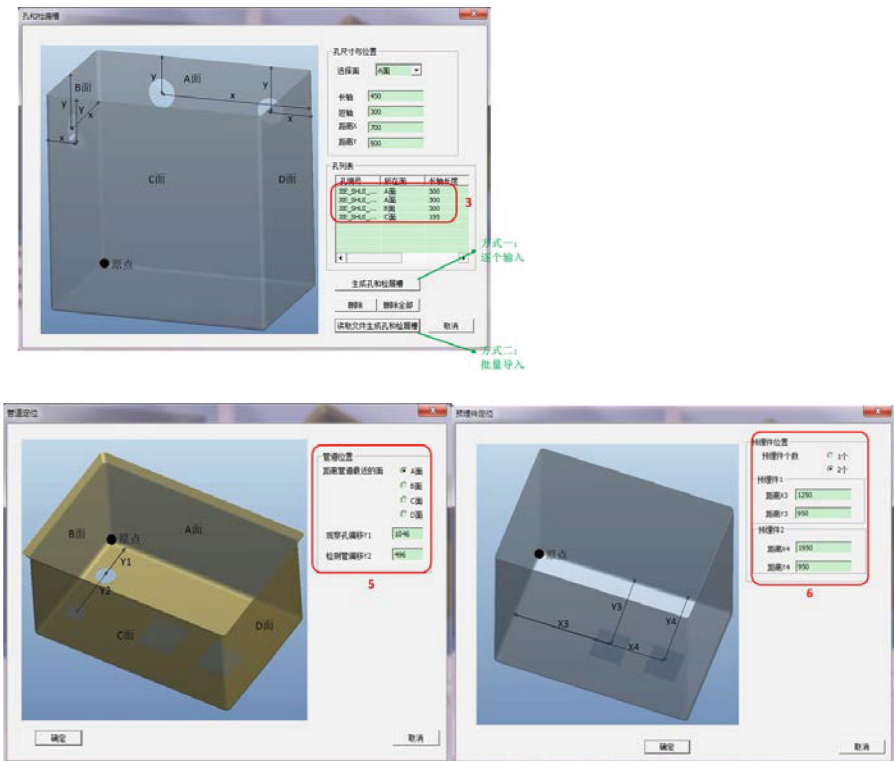 孔和检漏槽
A面
B面
C面
D面
y
x
y
x
y
x
y
x
原点
孔尺寸与位置
选择面 A面
长轴 450
短轴 300
距离X 700
距离Y 800
孔列表
孔编号 所在面 长轴长度
JIE_SHUI_... A面 300
JIE_SHUI_... A面 300
JIE_SHUI_... B面 300
JIE_SHUI_... C面 195
3
生成孔和检漏槽
删除 删除全部
读取文件生成孔和检漏槽 取消
方式一:
逐个输入
方式二:
批量导入
管道定位
B面
A面
原点
Y1
Y2
C面
D面
管道位置
距离管道最近的面 A面
B面
C面
D面
观察孔偏移Y1 1046
检测管偏移Y2 496
5
确定
取消
预埋件定位
原点
Y3
Y4
X3
X4
预埋件位置
预埋件个数 1个
2个
预埋件1
距离X3 1250
距离Y3 950
预埋件2
距离X4 1950
距离Y4 950
6
确定
取消